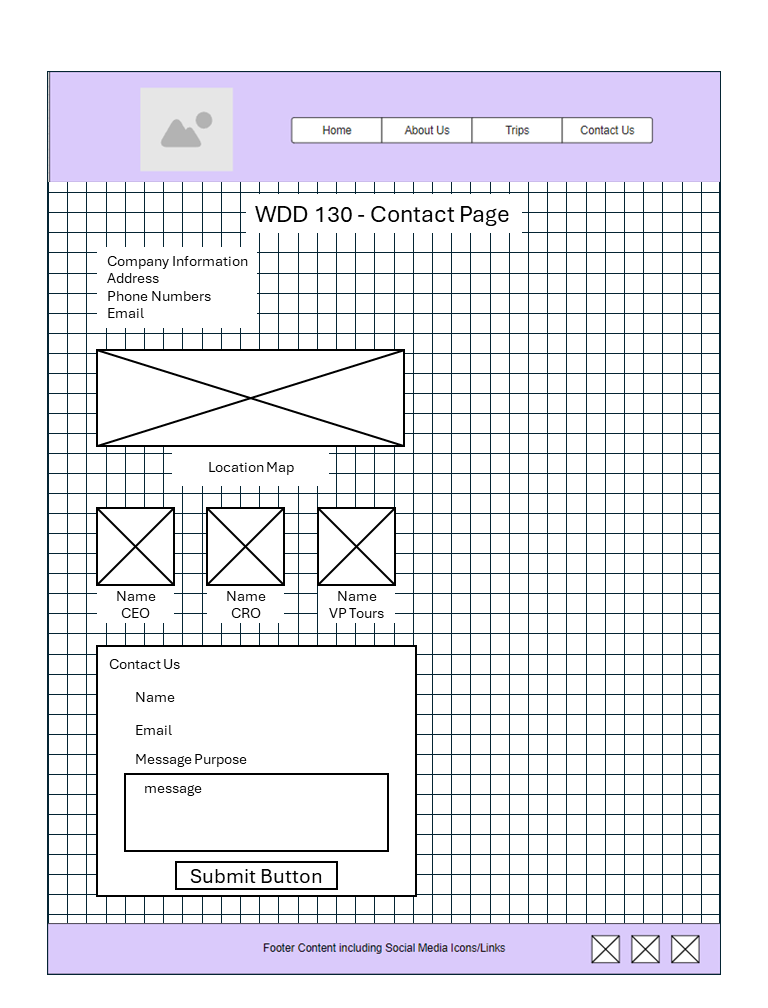 Home About Us Trips Contact Us
WDD 130 - Contact Page
Company Information
Address
Phone Numbers
Email
Location Map
Name Name Name
CEO CRO VP Tours
Contact Us
Name
Email
Message Purpose
message
Submit Button
Footer Content including Social Media Icons/Links